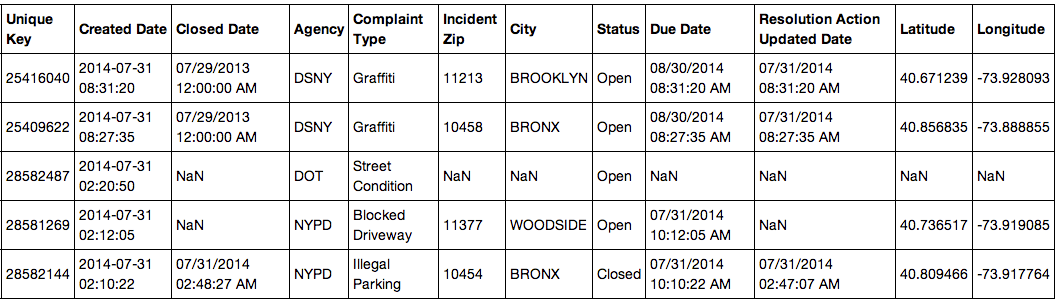 Unique Key Created Date Closed Date Agency Complaint Type Incident Zip City Status Due Date Resolution Action Updated Date Latitude Longitude
25416040 2014-07-31 08:31:20 07/29/2013 12:00:00 AM DSNY Graffiti 11213 BROOKLYN Open 08/30/2014 08:31:20 AM 07/31/2014 08:31:20 AM 40.671239 -73.928093
25409622 2014-07-31 08:27:35 07/29/2013 12:00:00 AM DSNY Graffiti 10458 BRONX Open 08/30/2014 08:27:35 AM 07/31/2014 08:27:35 AM 40.856835 -73.888855
28582487 2014-07-31 02:20:50 NaN DOT Street Condition NaN NaN Open NaN NaN NaN NaN
28581269 2014-07-31 02:12:05 NaN NYPD Blocked Driveway 11377 WOODSIDE Open 07/31/2014 10:12:05 AM NaN 40.736517 -73.919085
28582144 2014-07-31 02:10:22 07/31/2014 02:48:27 AM NYPD Illegal Parking 10454 BRONX Closed 07/31/2014 10:10:22 AM 07/31/2014 02:47:07 AM 40.809466 -73.917764